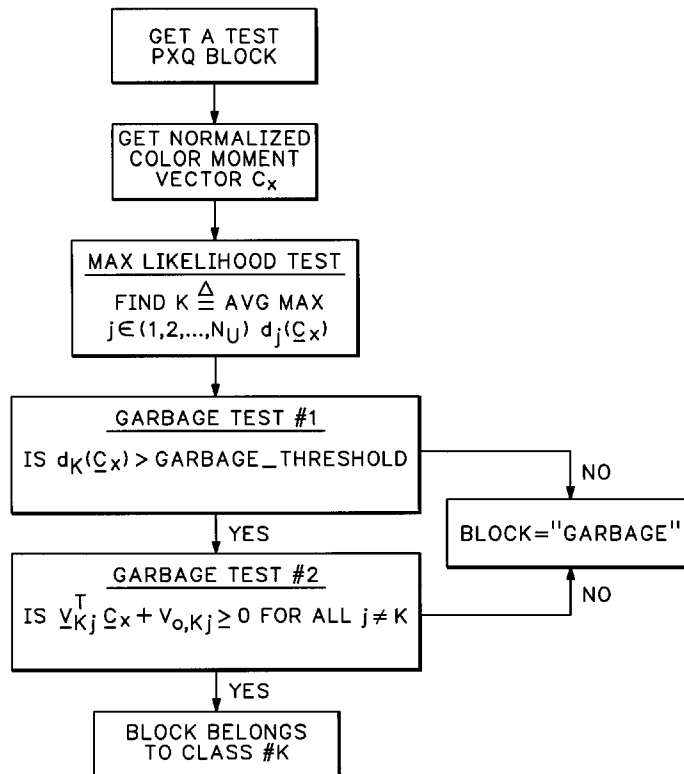 GET A TEST
PXQ BLOCK
GET NORMALIZED
COLOR MOMENT
VECTOR Cx
MAX LIKELIHOOD TEST
FIND K ≜ AVG MAX
j∈(1,2,...,NU) dj(Cx)
GARBAGE TEST #1
IS dK(Cx) > GARBAGE_THRESHOLD
NO
YES
BLOCK="GARBAGE"
GARBAGE TEST #2
IS V^T_Kj Cx + Vo,Kj ≥ 0 FOR ALL j ≠ K
NO
YES
BLOCK BELONGS
TO CLASS #K